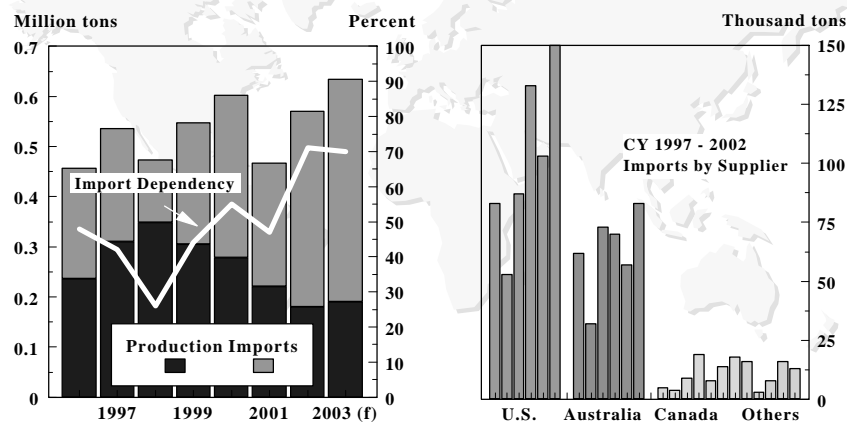 Million tons
Percent
Thousand tons
0.7
0.6
0.5
0.4
0.3
0.2
0.1
0
100
90
80
70
60
50
40
30
20
10
0
Import Dependency
Production Imports
1997
1999
2001
2003 (f)
150
125
100
75
50
25
0
CY 1997 - 2002
Imports by Supplier
U.S.
Australia
Canada
Others